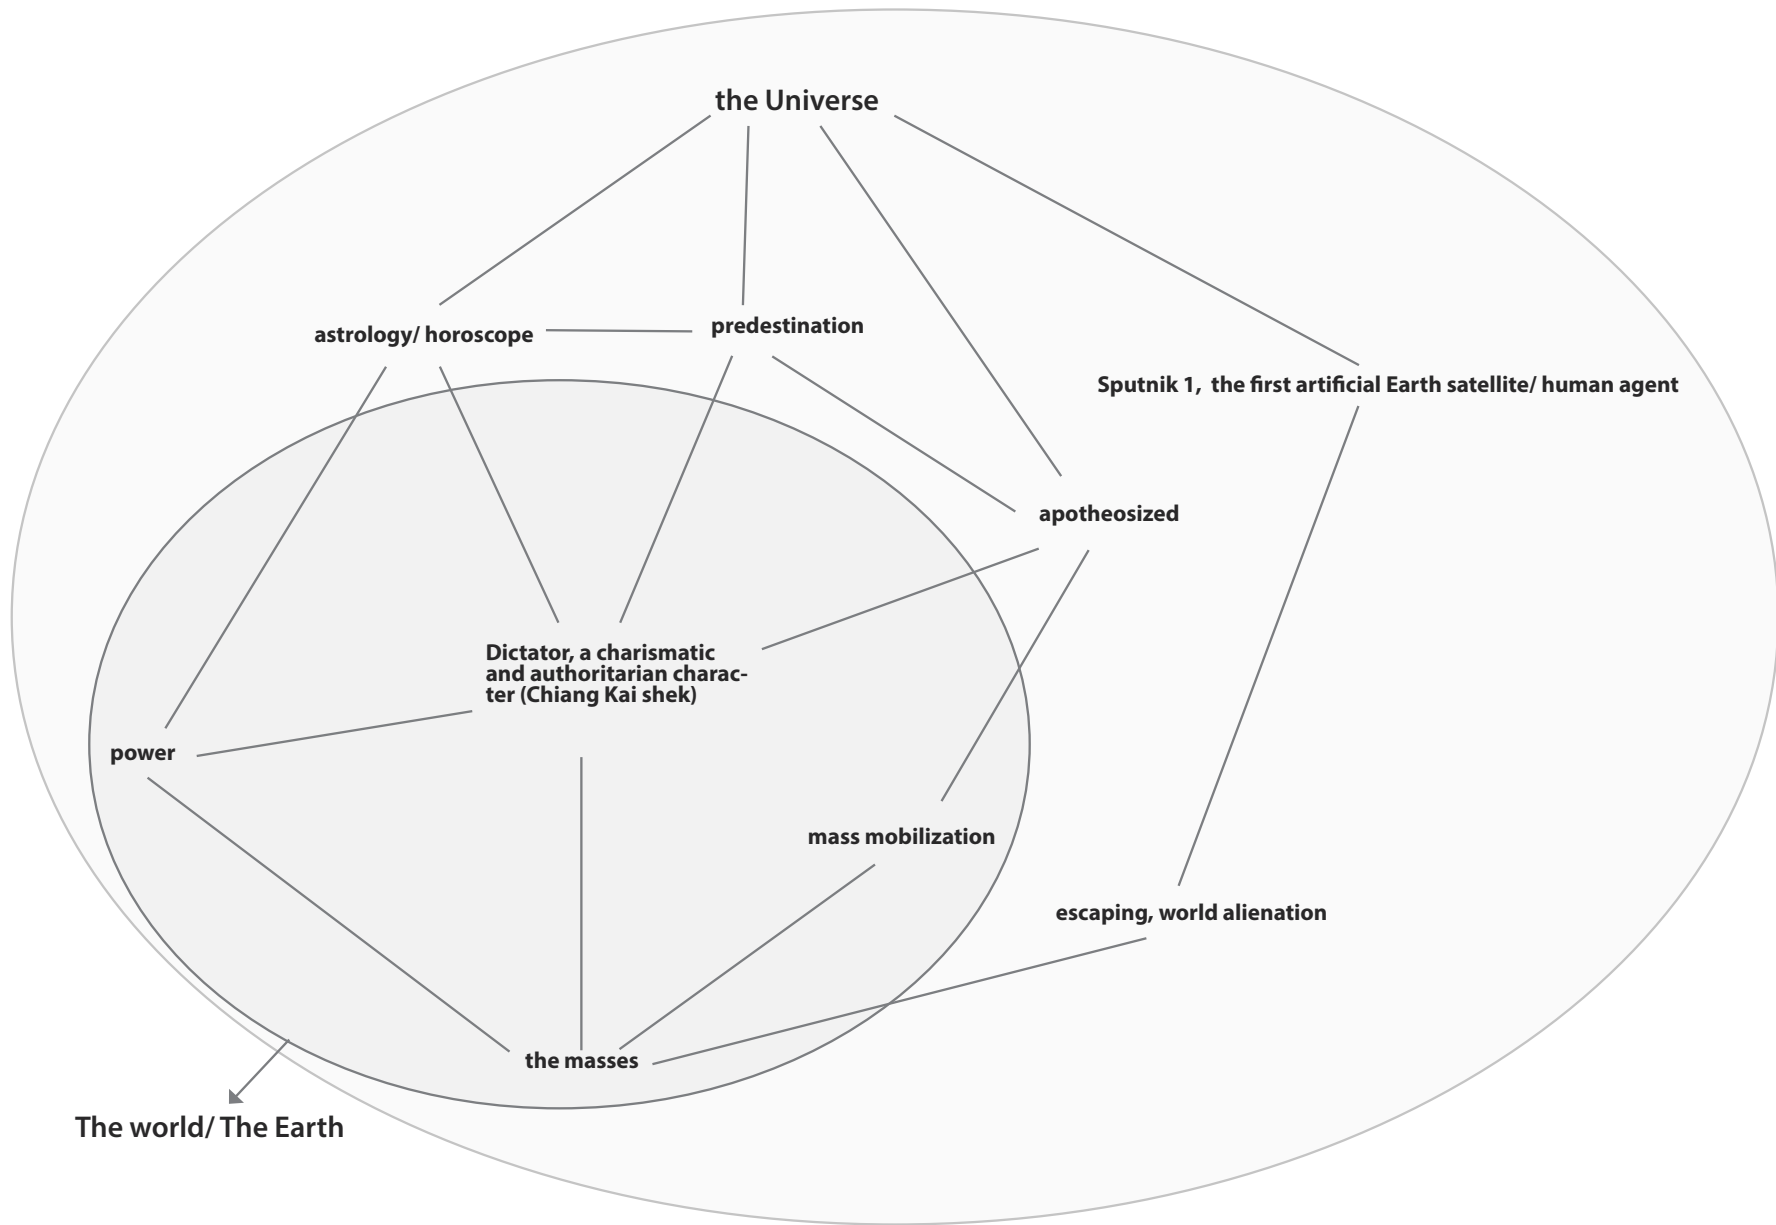 the Universe
astrology/ horoscope
predestination
Sputnik 1,  the first artificial Earth satellite/ human agent
apotheosized
Dictator, a charismatic
and authoritarian charac-
ter (Chiang Kai shek)
power
mass mobilization
escaping, world alienation
the masses
The world/ The Earth